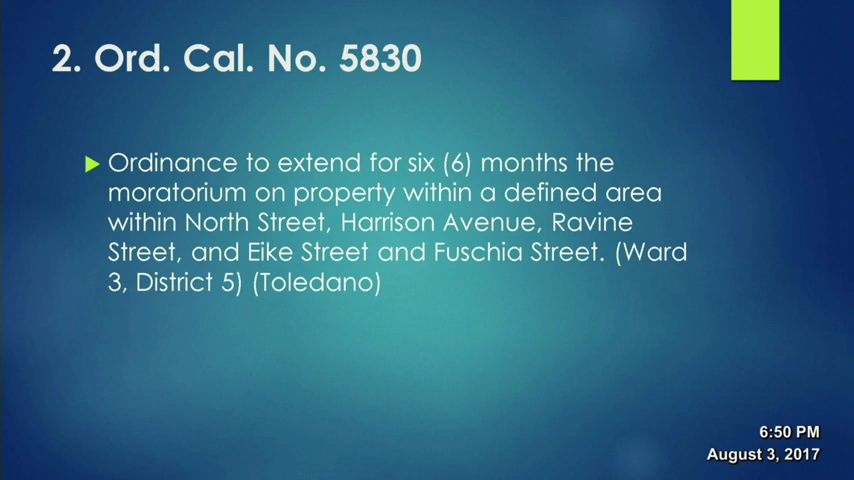 2. Ord. Cal. No. 5830
Ordinance to extend for six (6) months the
moratorium on property within a defined area
within North Street, Harrison Avenue, Ravine
Street, and Eike Street and Fuschia Street. (Ward
3, District 5) (Toledano)
6:50 PM
August 3, 2017